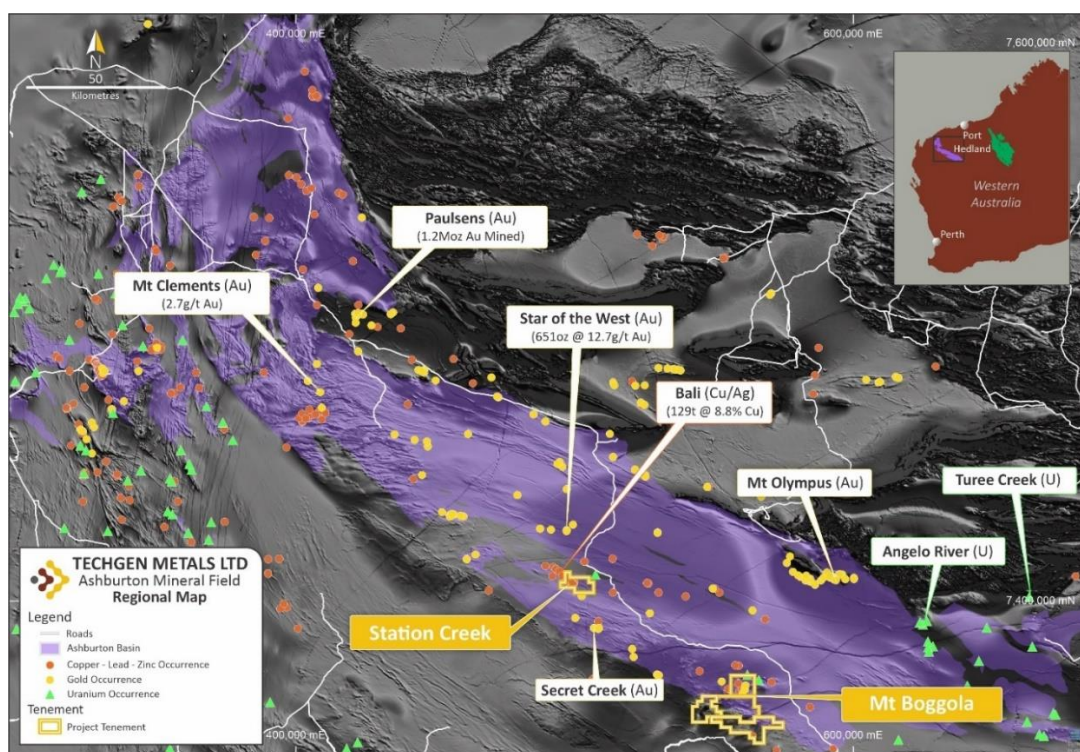 400,000 mE
600,000 mE
7,600,000 mN
50
Kilometres
Port
Hedland
Western
Australia
Perth
Paulsens (Au)
(1.2Moz Au Mined)
Mt Clements (Au)
(2.7g/t Au)
Star of the West (Au)
(651oz @ 12.7g/t Au)
Bali (Cu/Ag)
(129t @ 8.8% Cu)
Mt Olympus (Au)
Turee Creek (U)
Angelo River (U)
7,400,000 mN
Station Creek
Secret Creek (Au)
Mt Boggola
TECHGEN METALS LTD
Ashburton Mineral Field
Regional Map
Legend
Roads
Ashburton Basin
Copper - Lead - Zinc Occurrence
Gold Occurrence
Uranium Occurrence
Tenement
Project Tenement
400,000 mE
600,000 mE